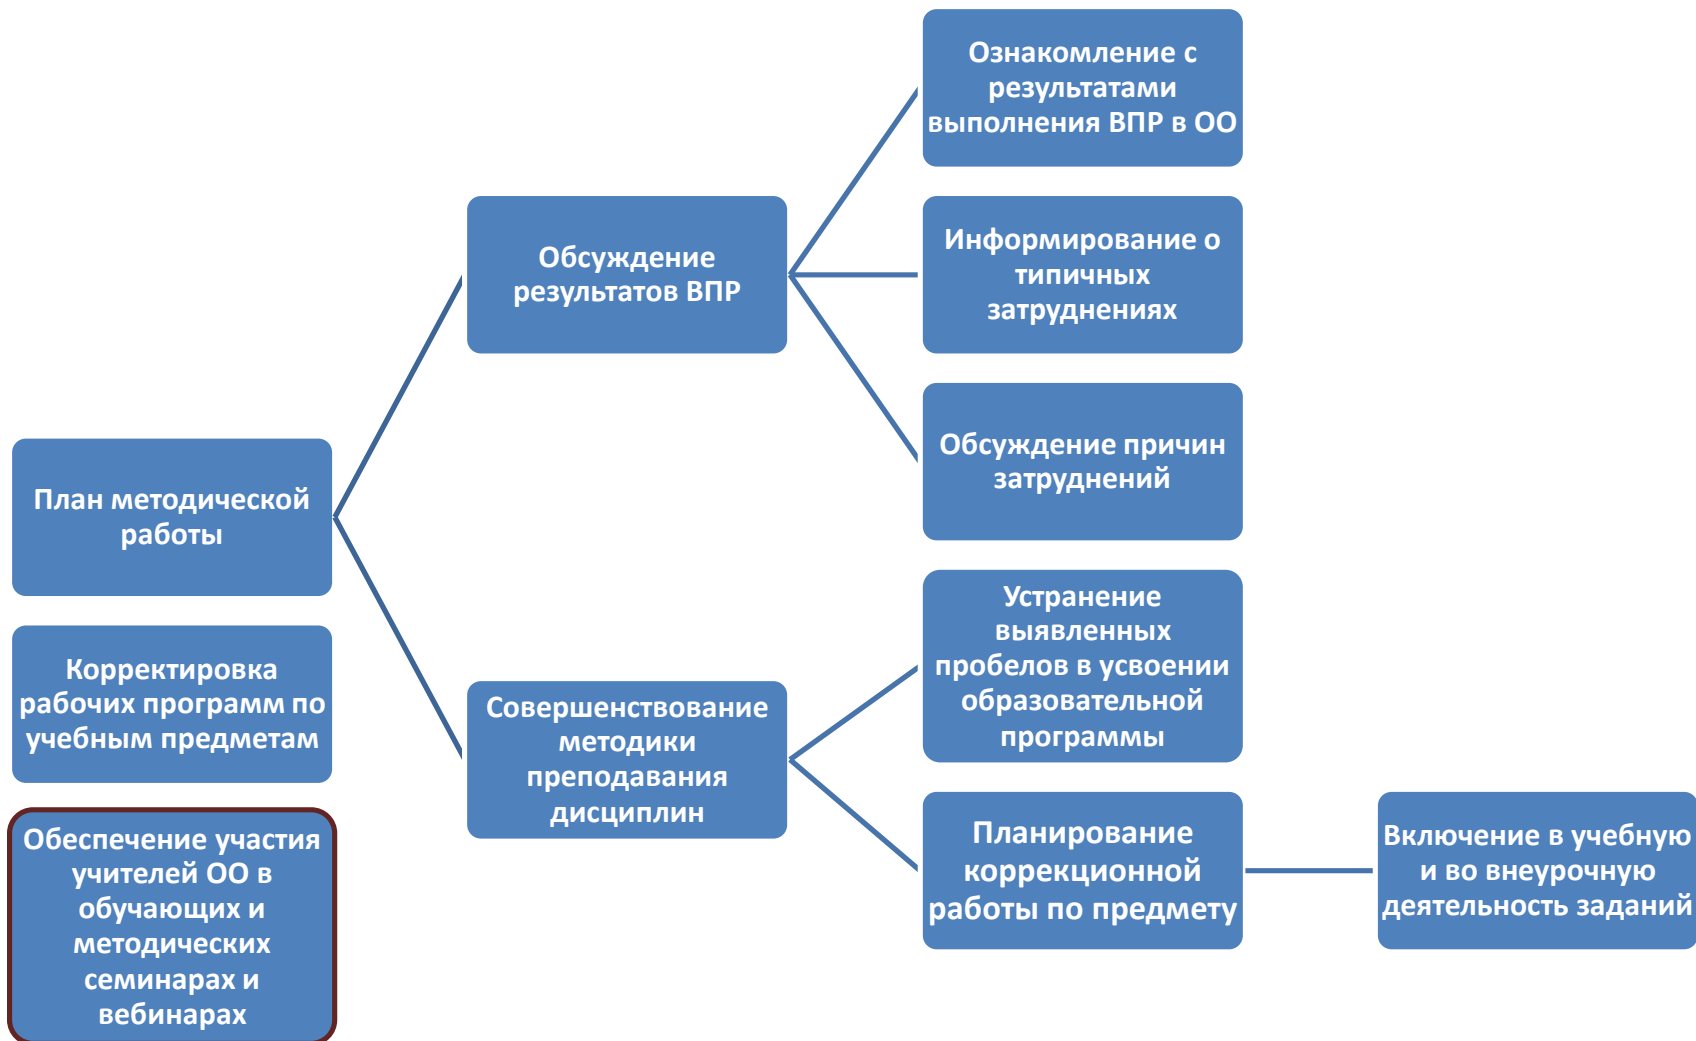 План методической
работы
Корректировка
рабочих программ по
учебным предметам
Обеспечение участия
учителей ОО в
обучающих и
методических
семинарах и
вебинарах
Обсуждение
результатов ВПР
Совершенствование
методики
преподавания
дисциплин
Ознакомление с
результатами
выполнения ВПР в ОО
Информирование о
типичных
затруднениях
Обсуждение причин
затруднений
Устранение
выявленных
пробелов в усвоении
образовательной
программы
Планирование
коррекционной
работы по предмету
Включение в учебную
и во внеурочную
деятельность заданий